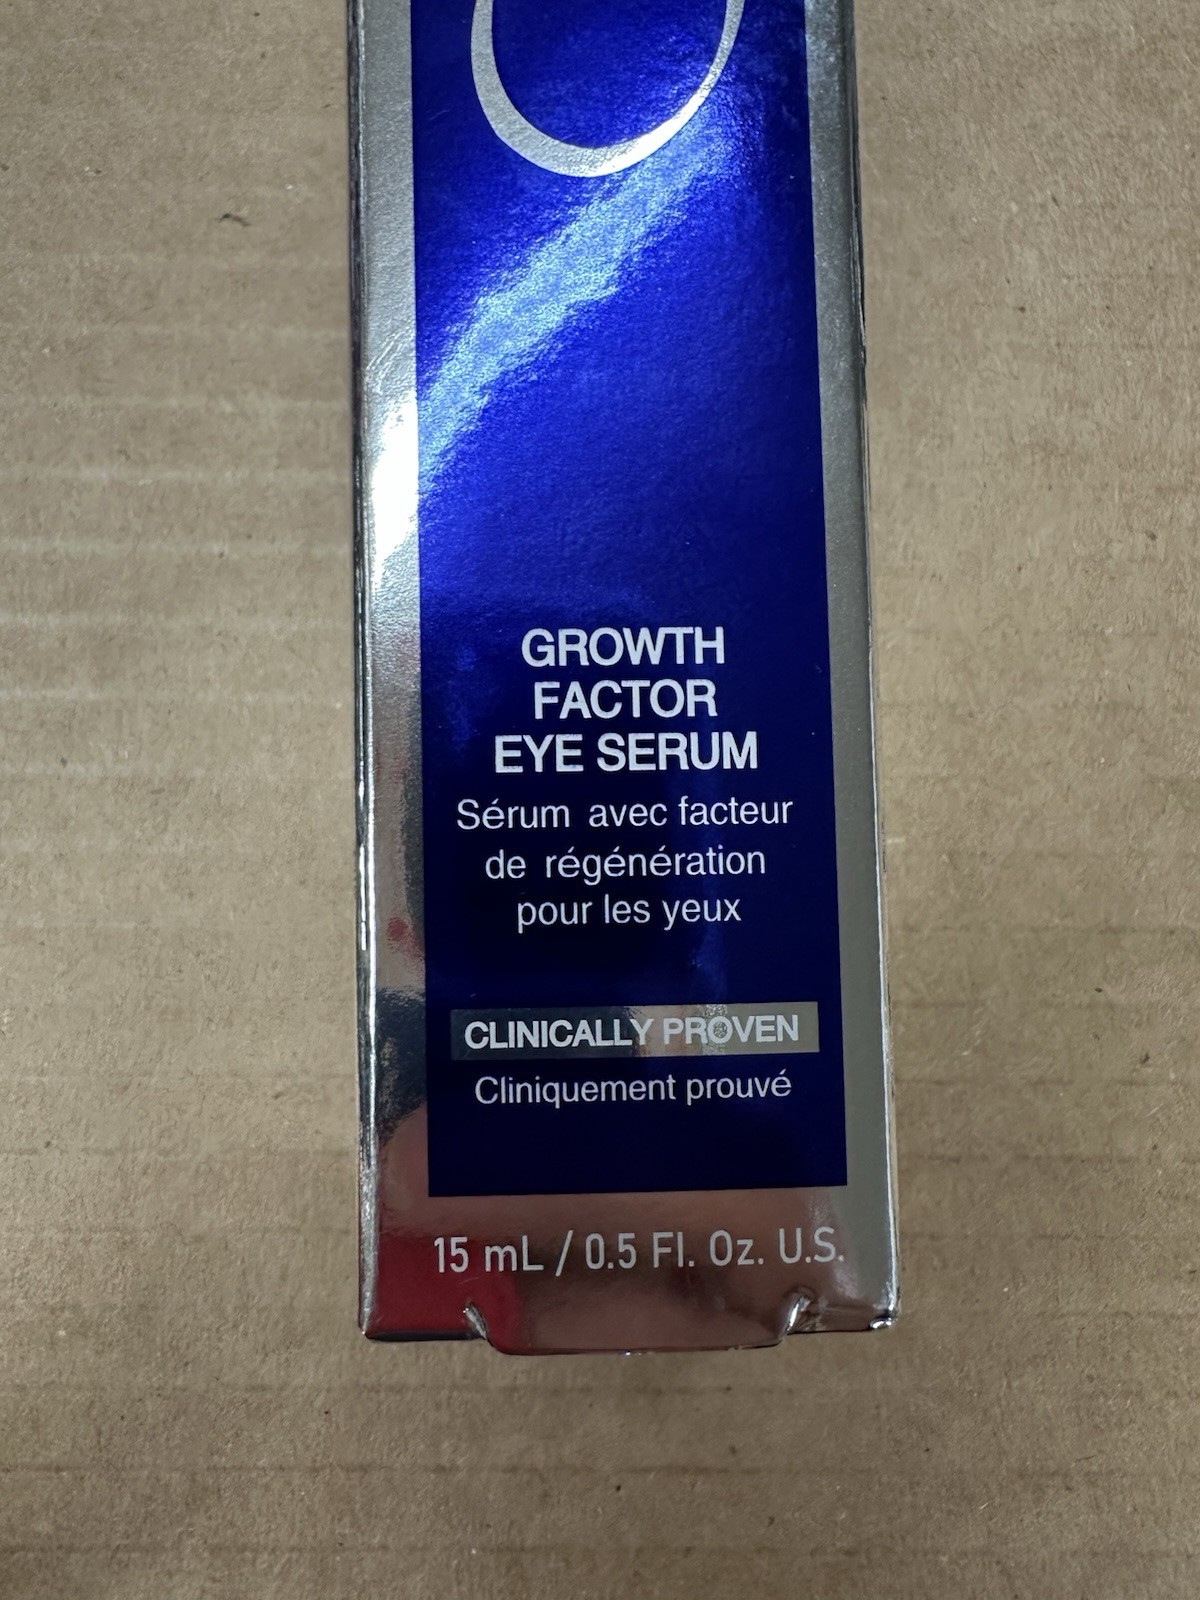 GROWTH
FACTOR
EYE SERUM
Sérum avec facteur
de régénération
pour les yeux
CLINICALLY PROVEN
Cliniquement prouvé
15 mL / 0.5 Fl. Oz. U.S.